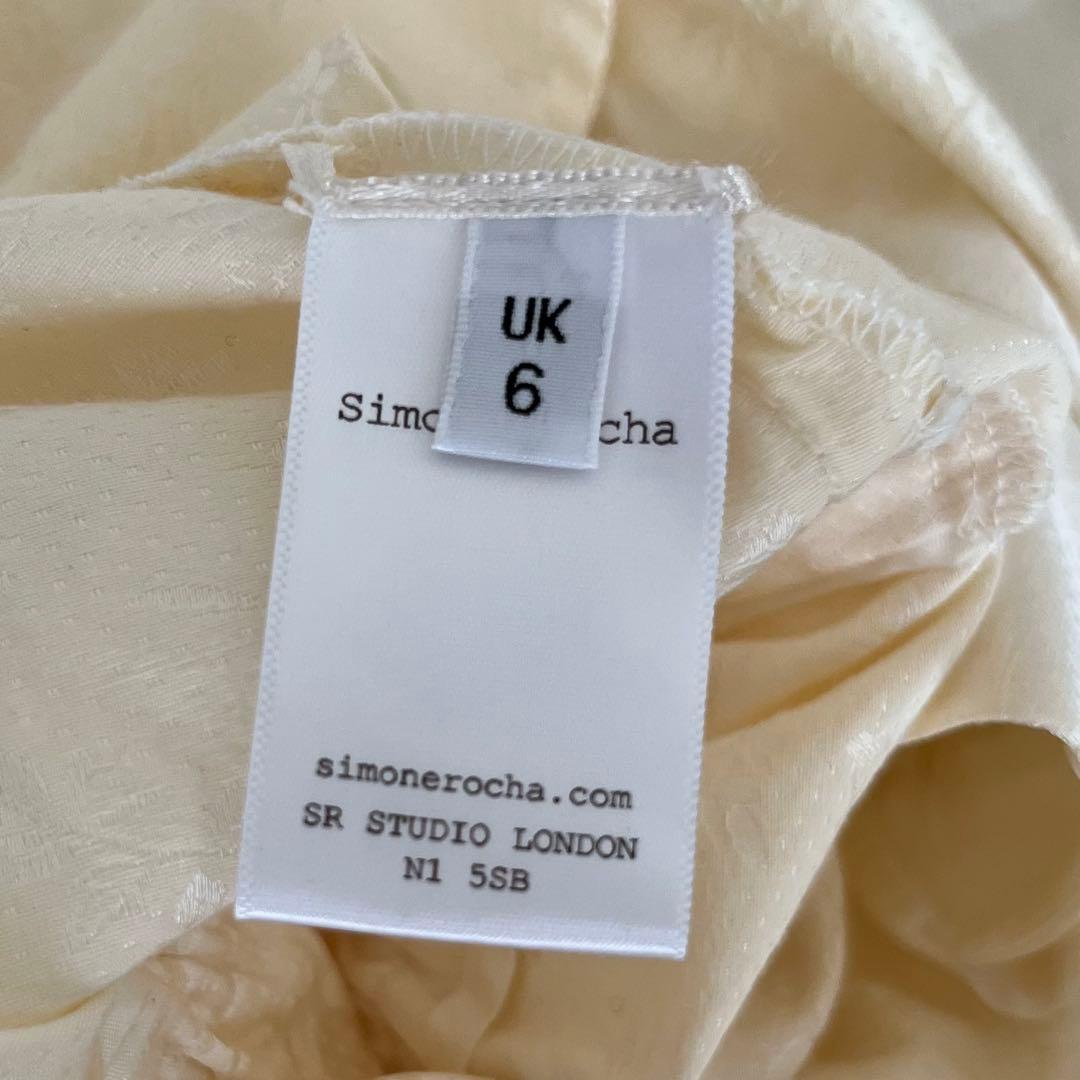 UK
6
Simo cha
simonerocha.com
SR STUDIO LONDON
N1 5SB